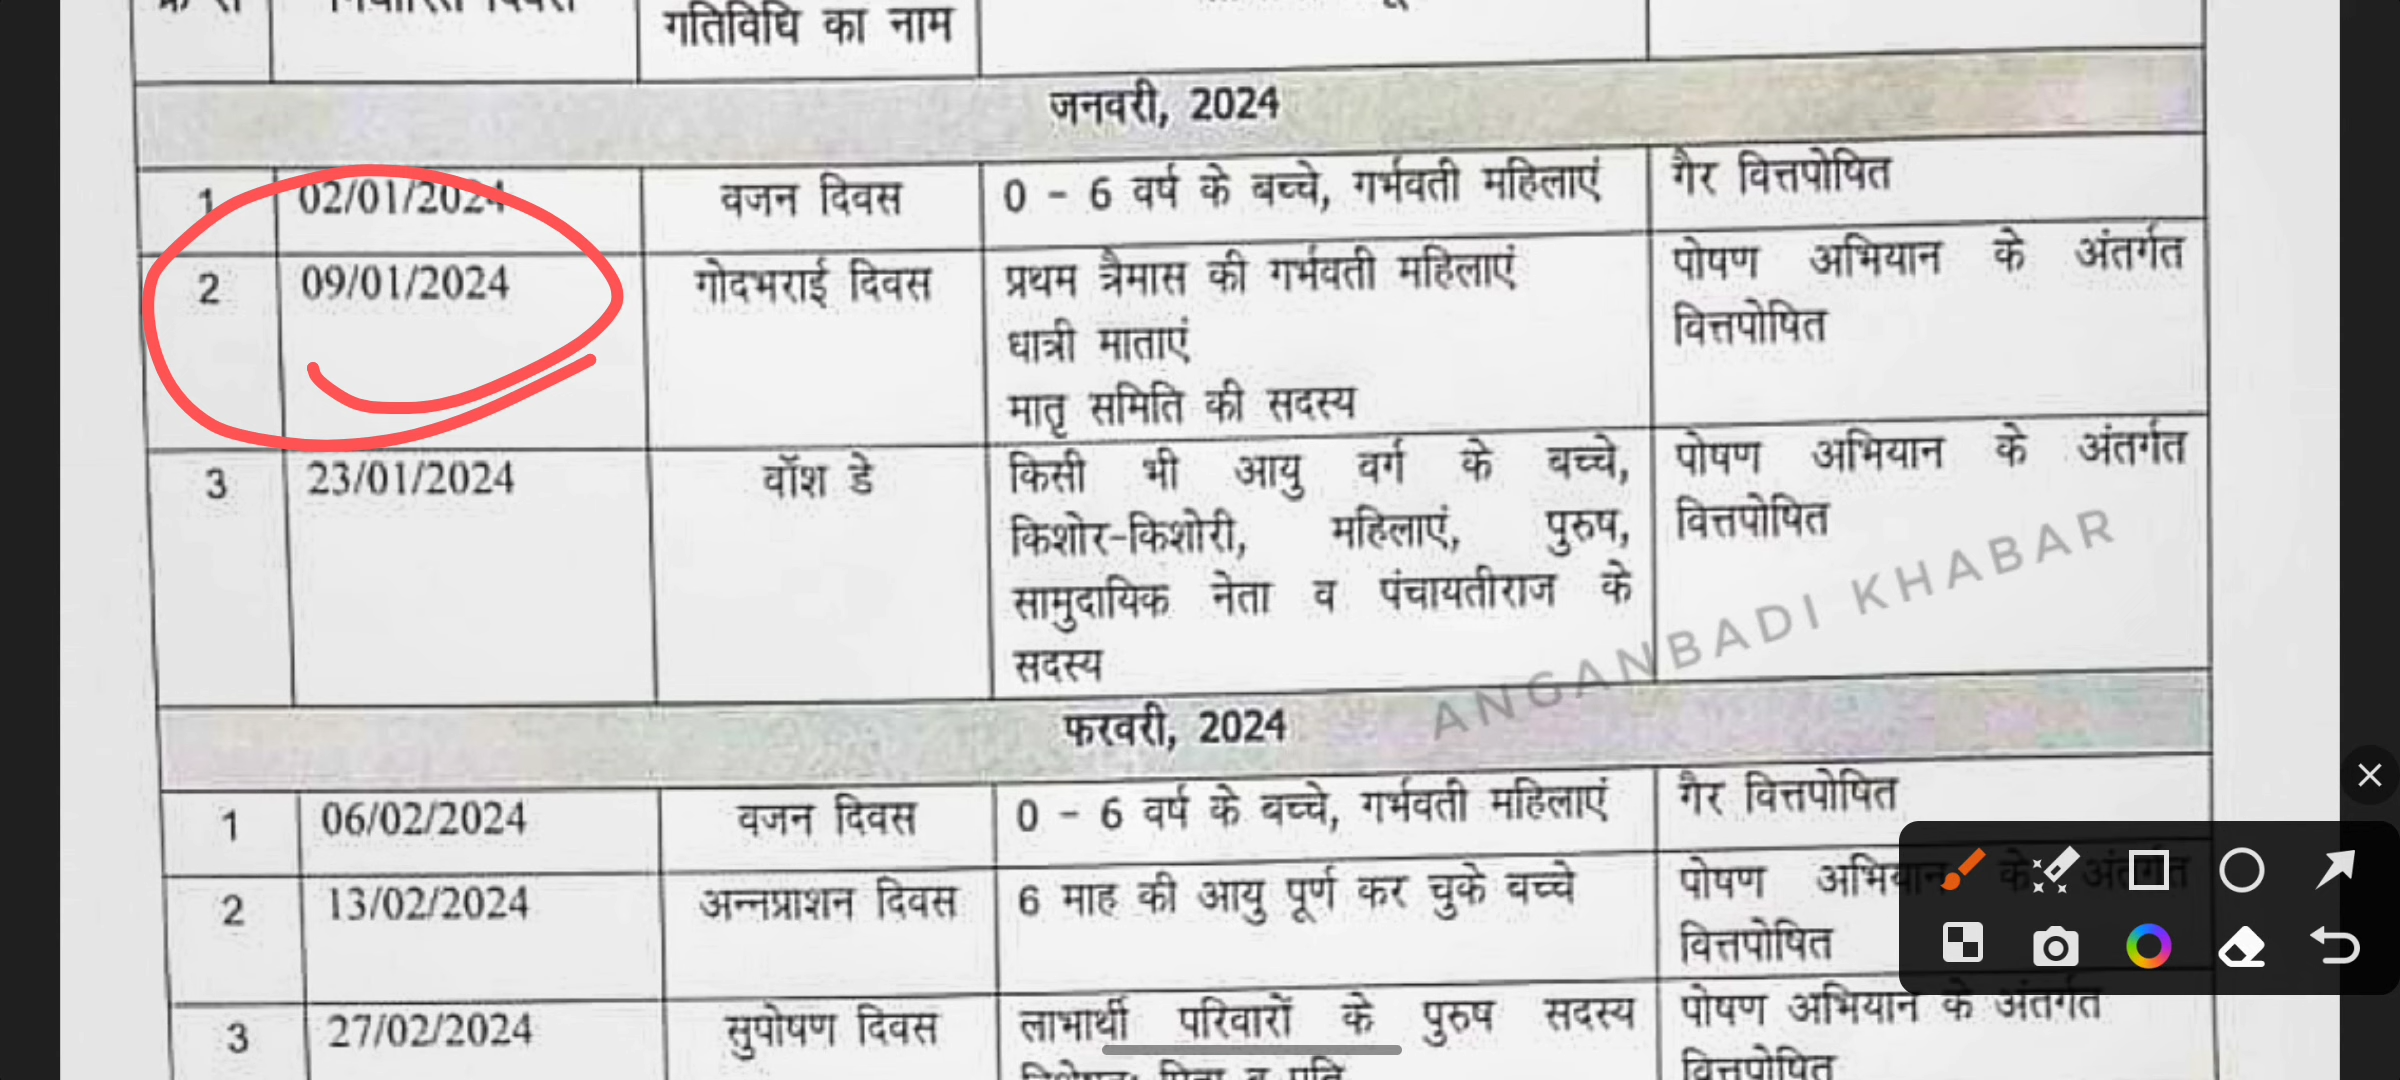 गतिविधि का नाम
जनवरी, 2024
1 02/01/2024 वजन दिवस 0 - 6 वर्ष के बच्चे, गर्भवती महिलाएं गैर वित्तपोषित
2 09/01/2024 गोदभराई दिवस प्रथम त्रैमास की गर्भवती महिलाएं पोषण अभियान के अंतर्गत
धात्री माताएं वित्तपोषित
मातृ समिति की सदस्य
3 23/01/2024 वॉश डे किसी भी आयु वर्ग के बच्चे, पोषण अभियान के अंतर्गत
किशोर-किशोरी, महिलाएं, पुरुष, वित्तपोषित
सामुदायिक नेता व पंचायतीराज के
सदस्य
ANGANBADI KHABAR
फरवरी, 2024
1 06/02/2024 वजन दिवस 0 - 6 वर्ष के बच्चे, गर्भवती महिलाएं गैर वित्तपोषित
2 13/02/2024 अन्नप्राशन दिवस 6 माह की आयु पूर्ण कर चुके बच्चे पोषण अभियान के अंतर्गत
वित्तपोषित
3 27/02/2024 सुपोषण दिवस लाभार्थी परिवारों के पुरुष सदस्य पोषण अभियान के अंतर्गत
वित्तपोषित